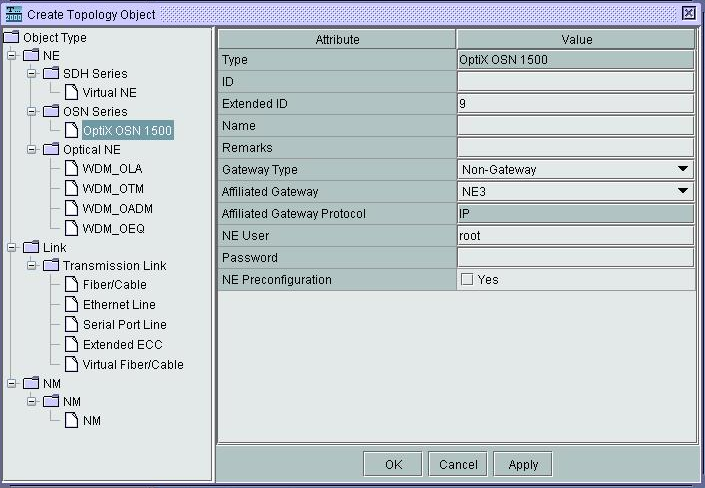 Create Topology Object
Object Type
NE
SDH Series
Virtual NE
OSN Series
OptiX OSN 1500
Optical NE
WDM_OLA
WDM_OTM
WDM_OADM
WDM_OEQ
Link
Transmission Link
Fiber/Cable
Ethernet Line
Serial Port Line
Extended ECC
Virtual Fiber/Cable
NM
NM
NM
Attribute Value
Type OptiX OSN 1500
ID
Extended ID 9
Name
Remarks
Gateway Type Non-Gateway
Affiliated Gateway NE3
Affiliated Gateway Protocol IP
NE User root
Password
NE Preconfiguration Yes
OK Cancel Apply